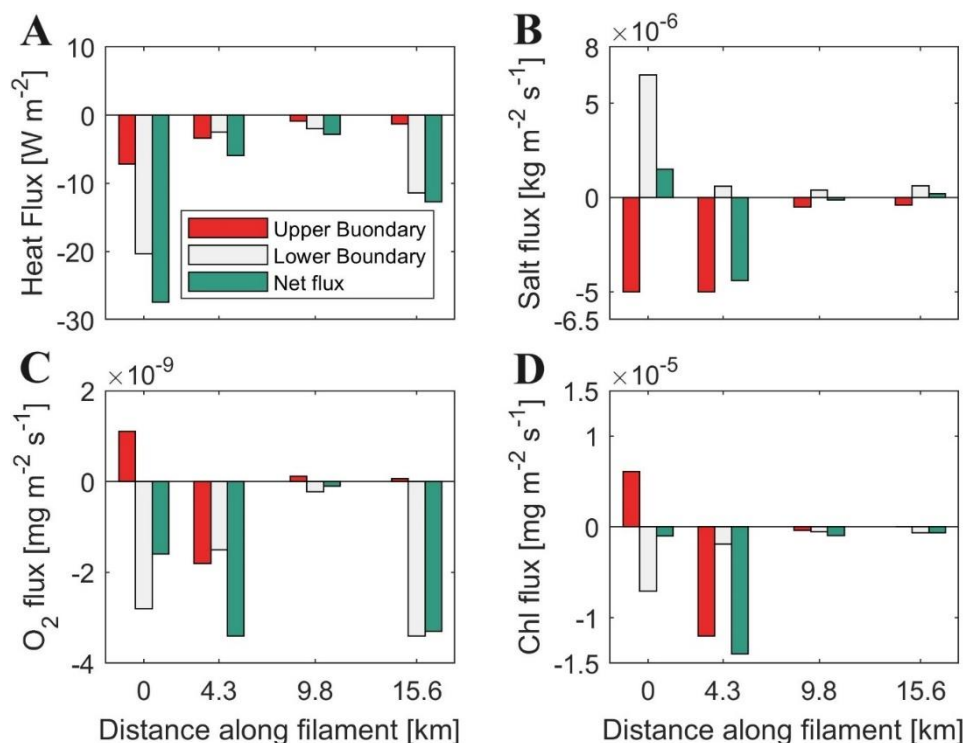 A
Heat Flux [W m-2]
10
0
-10
-20
-30
Upper Buondary
Lower Boundary
Net flux
B
×10-6
Salt flux [kg m-2 s-1]
8
5
0
-5
-6.5
C
×10-9
O2 flux [mg m-2 s-1]
2
0
-2
-4
0 4.3 9.8 15.6
Distance along filament [km]
D
×10-5
Chl flux [mg m-2 s-1]
1.5
1
0
-1
-1.5
0 4.3 9.8 15.6
Distance along filament [km]